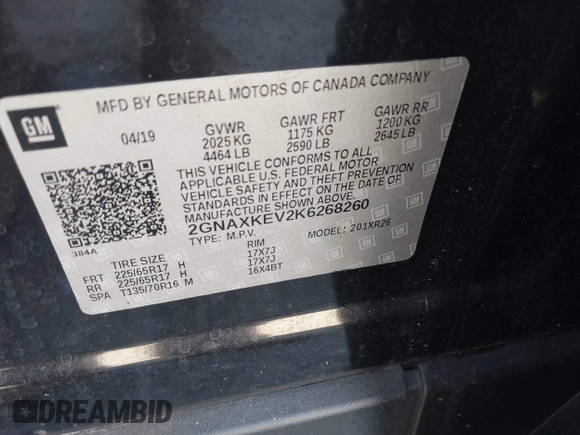 GM
MFD BY GENERAL MOTORS OF CANADA COMPANY
04/19 GVWR GAWR FRT GAWR RR
2025 KG 1175 KG 1200 KG
4464 LB 2590 LB 2645 LB
THIS VEHICLE CONFORMS TO ALL
APPLICABLE U.S. FEDERAL MOTOR
VEHICLE SAFETY AND THEFT PREVENTION
STANDARDS IN EFFECT ON THE DATE OF
MANUFACTURE SHOWN ABOVE.
2GNAXKEV2K6268260
TYPE: M.P.V. MODEL: 201XR26
384A
TIRE SIZE RIM
FRT 225/65R17 H 17X7J
RR 225/65R17 H 17X7J
SPA T135/70R16 M 16X4BT
DREAMBID